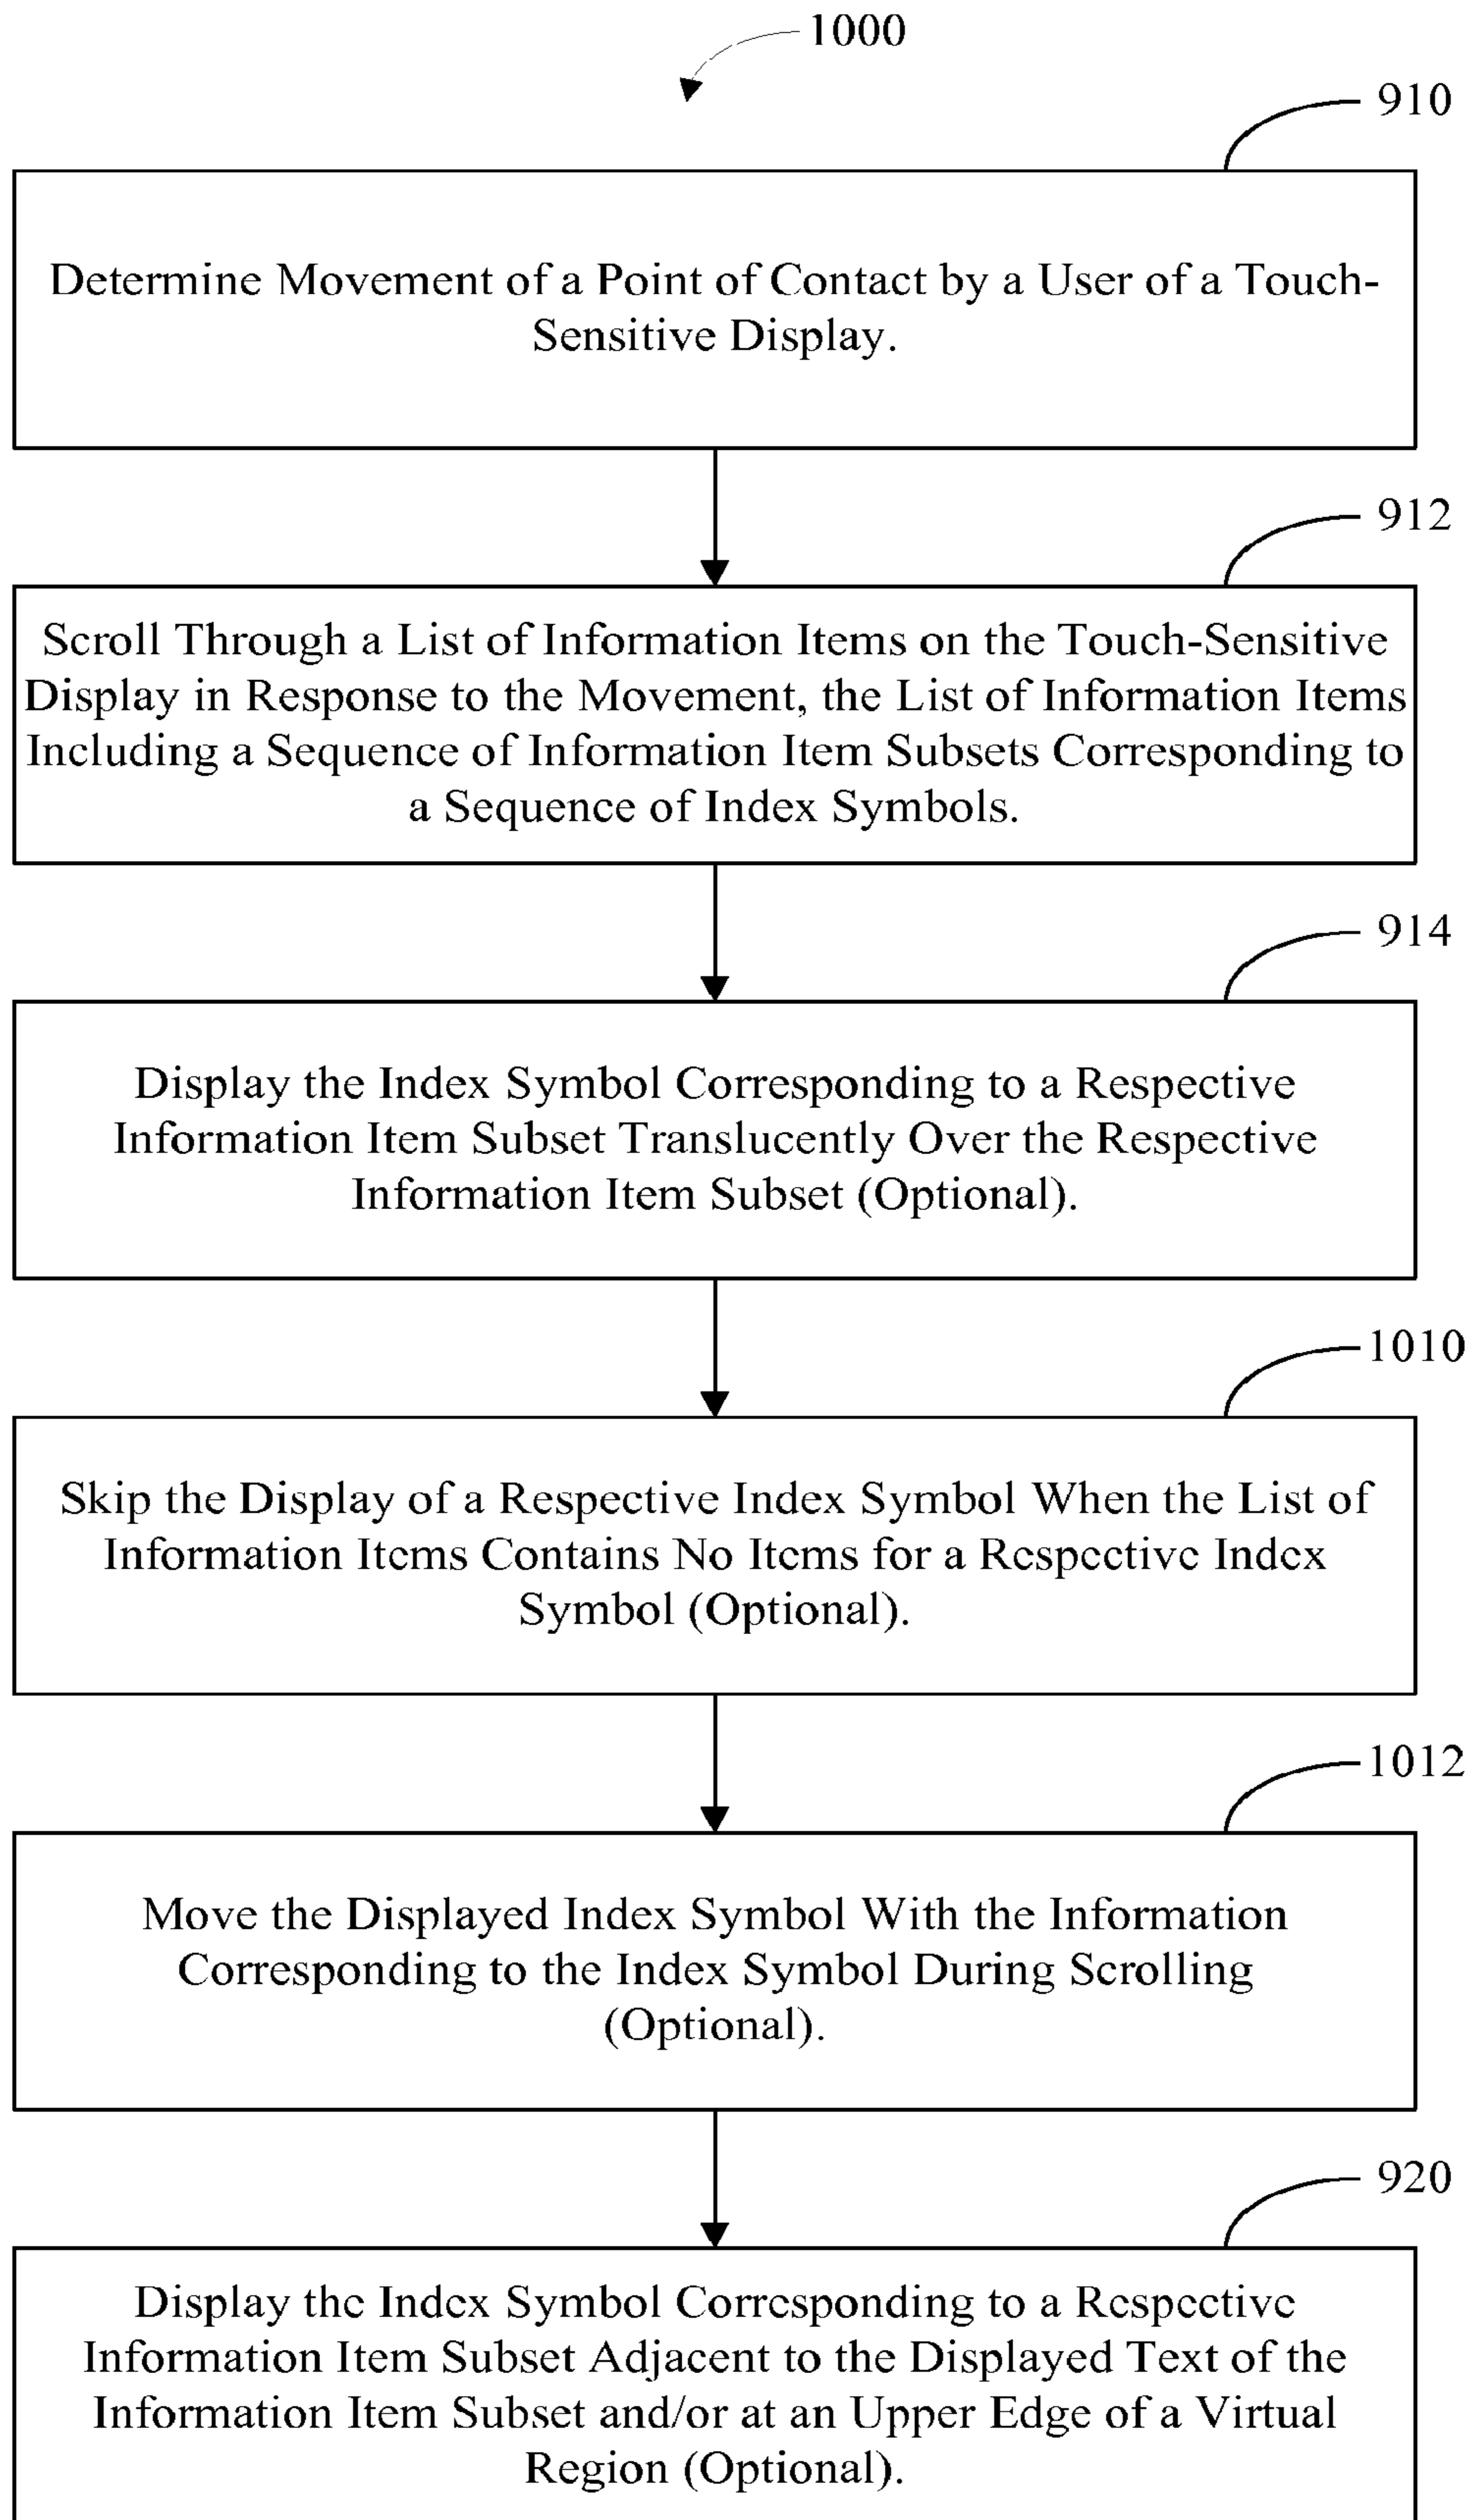 1000
910
Determine Movement of a Point of Contact by a User of a Touch-
Sensitive Display.
912
Scroll Through a List of Information Items on the Touch-Sensitive
Display in Response to the Movement, the List of Information Items
Including a Sequence of Information Item Subsets Corresponding to
a Sequence of Index Symbols.
914
Display the Index Symbol Corresponding to a Respective
Information Item Subset Translucently Over the Respective
Information Item Subset (Optional).
1010
Skip the Display of a Respective Index Symbol When the List of
Information Items Contains No Items for a Respective Index
Symbol (Optional).
1012
Move the Displayed Index Symbol With the Information
Corresponding to the Index Symbol During Scrolling
(Optional).
920
Display the Index Symbol Corresponding to a Respective
Information Item Subset Adjacent to the Displayed Text of the
Information Item Subset and/or at an Upper Edge of a Virtual
Region (Optional).